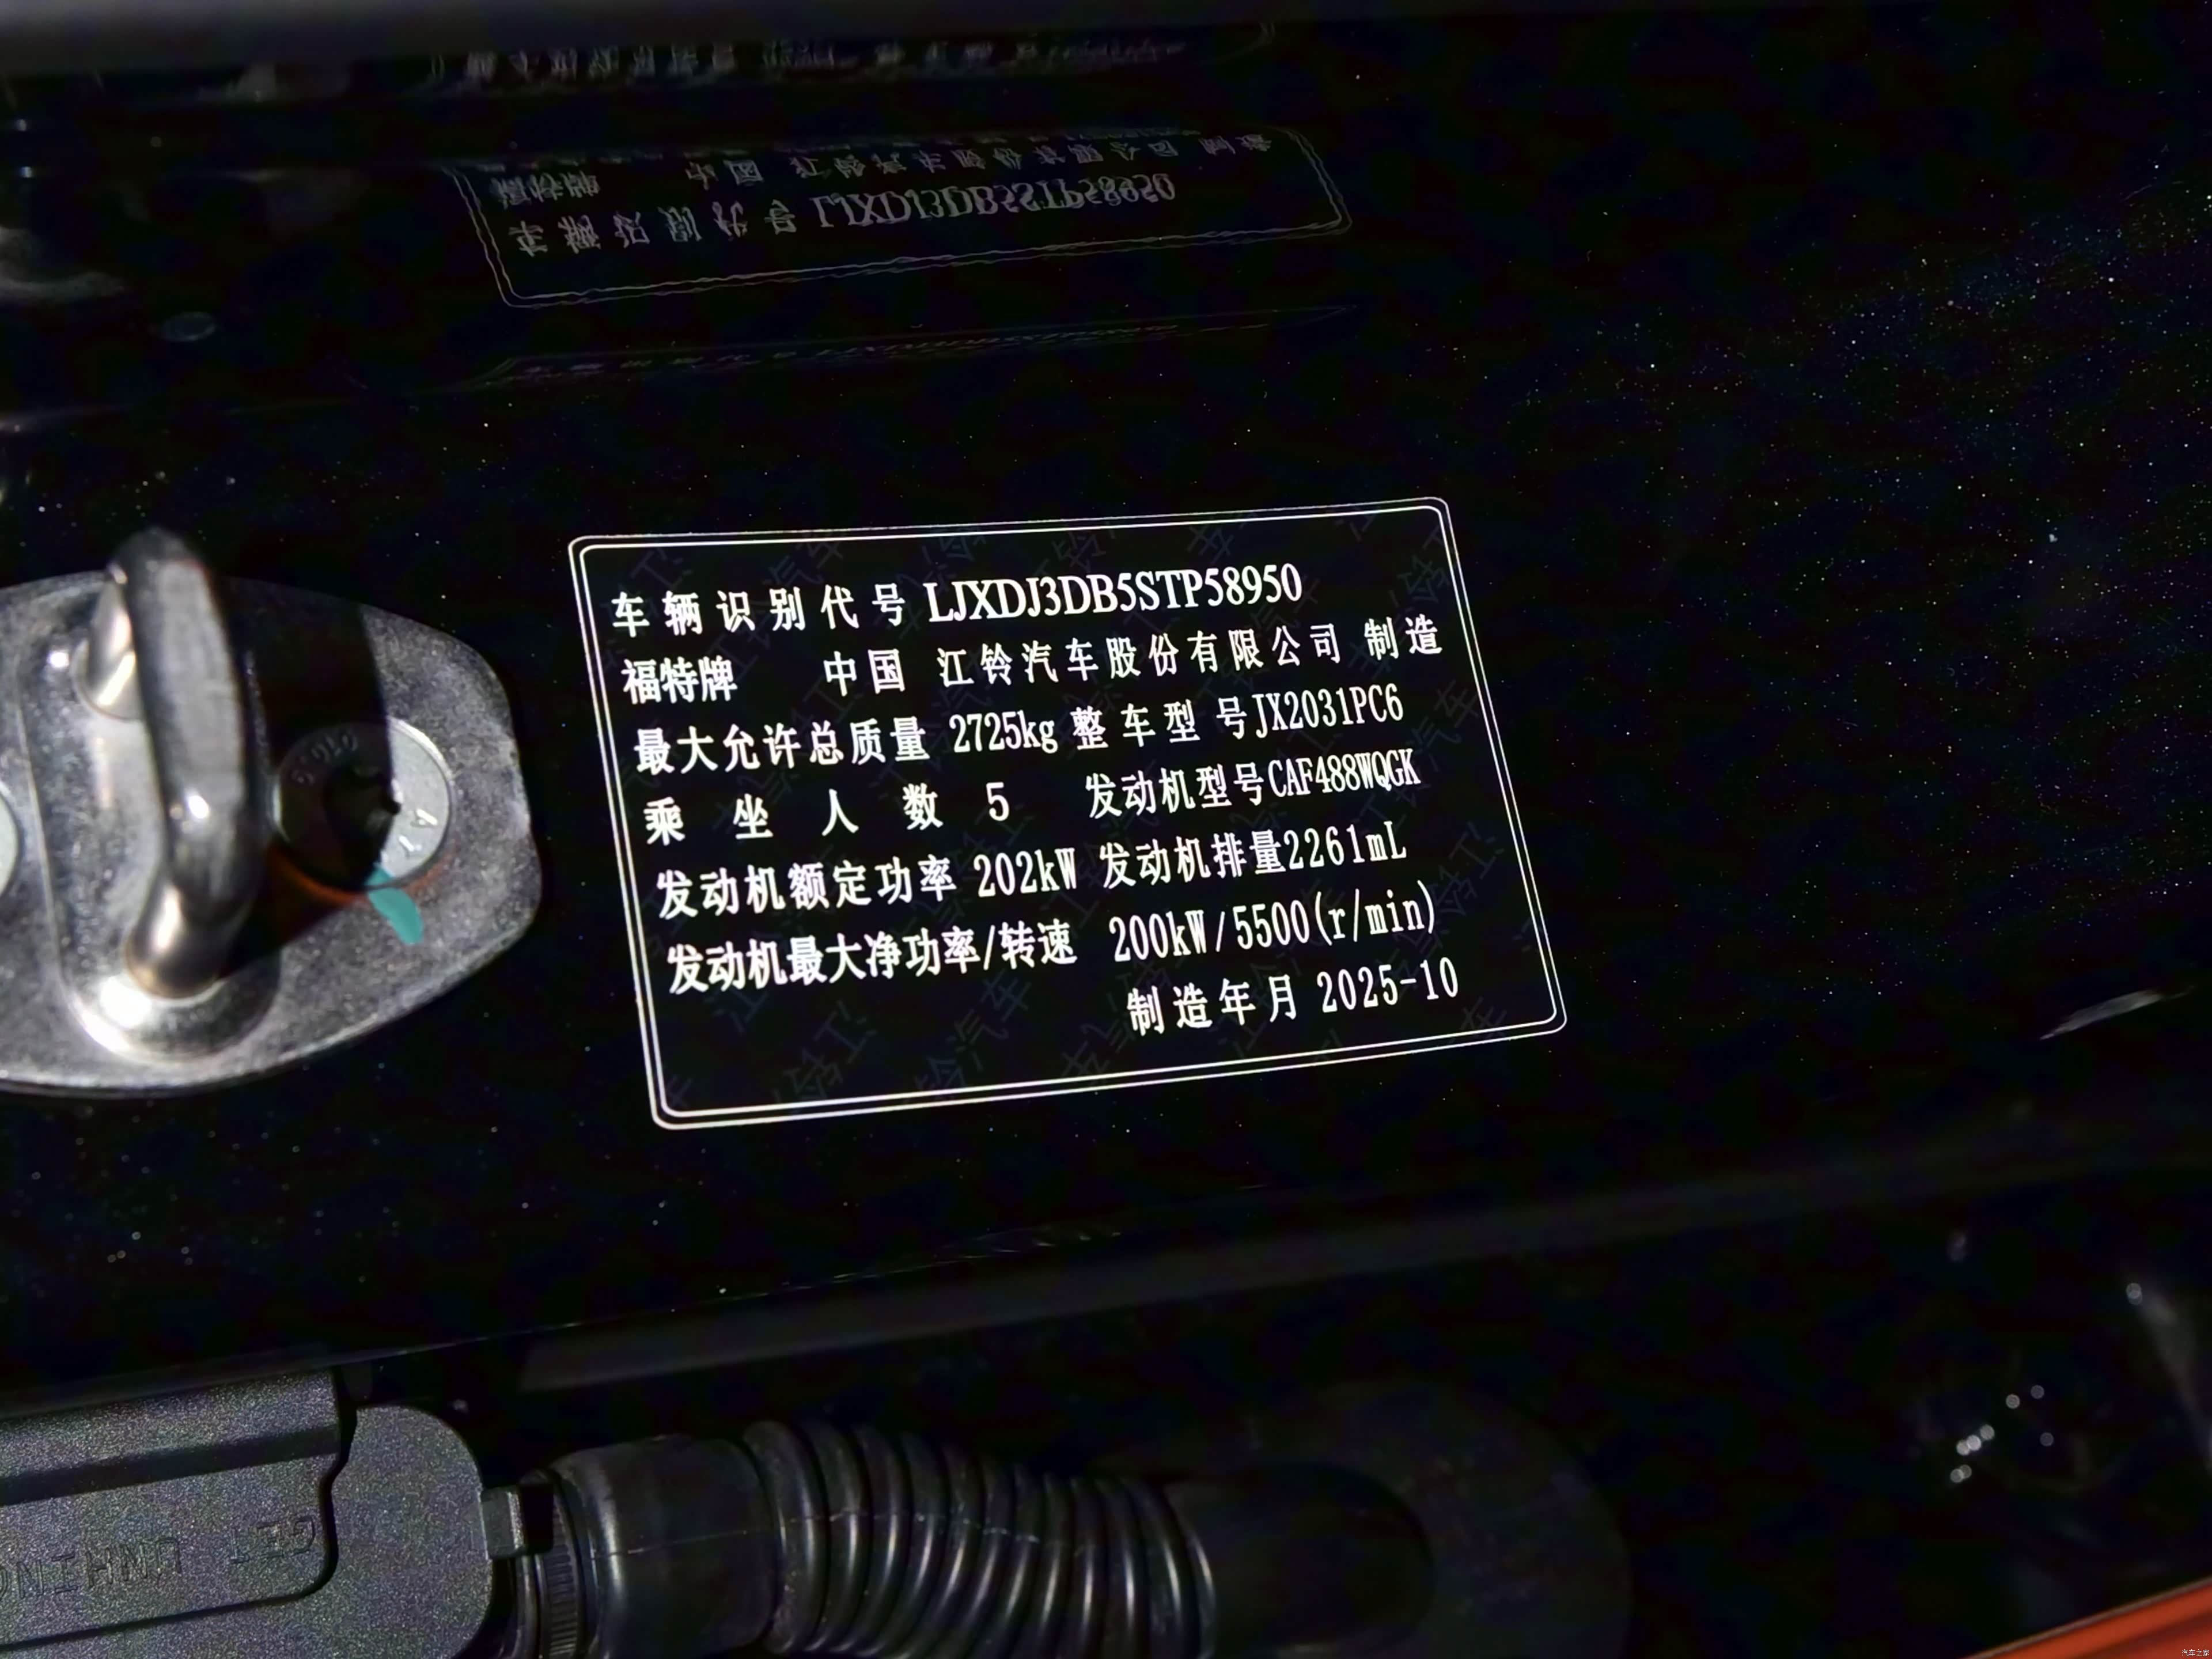 车辆识别代号 LJXDJ3DB5STP58950
福特牌 中国 江铃汽车股份有限公司 制造
最大允许总质量 2725kg 整车型号JX2031PC6
乘坐人数 5 发动机型号CAF488WQGK
发动机额定功率 202kW 发动机排量2261mL
发动机最大净功率/转速 200kW/5500(r/min)
制造年月 2025-10
汽车之家